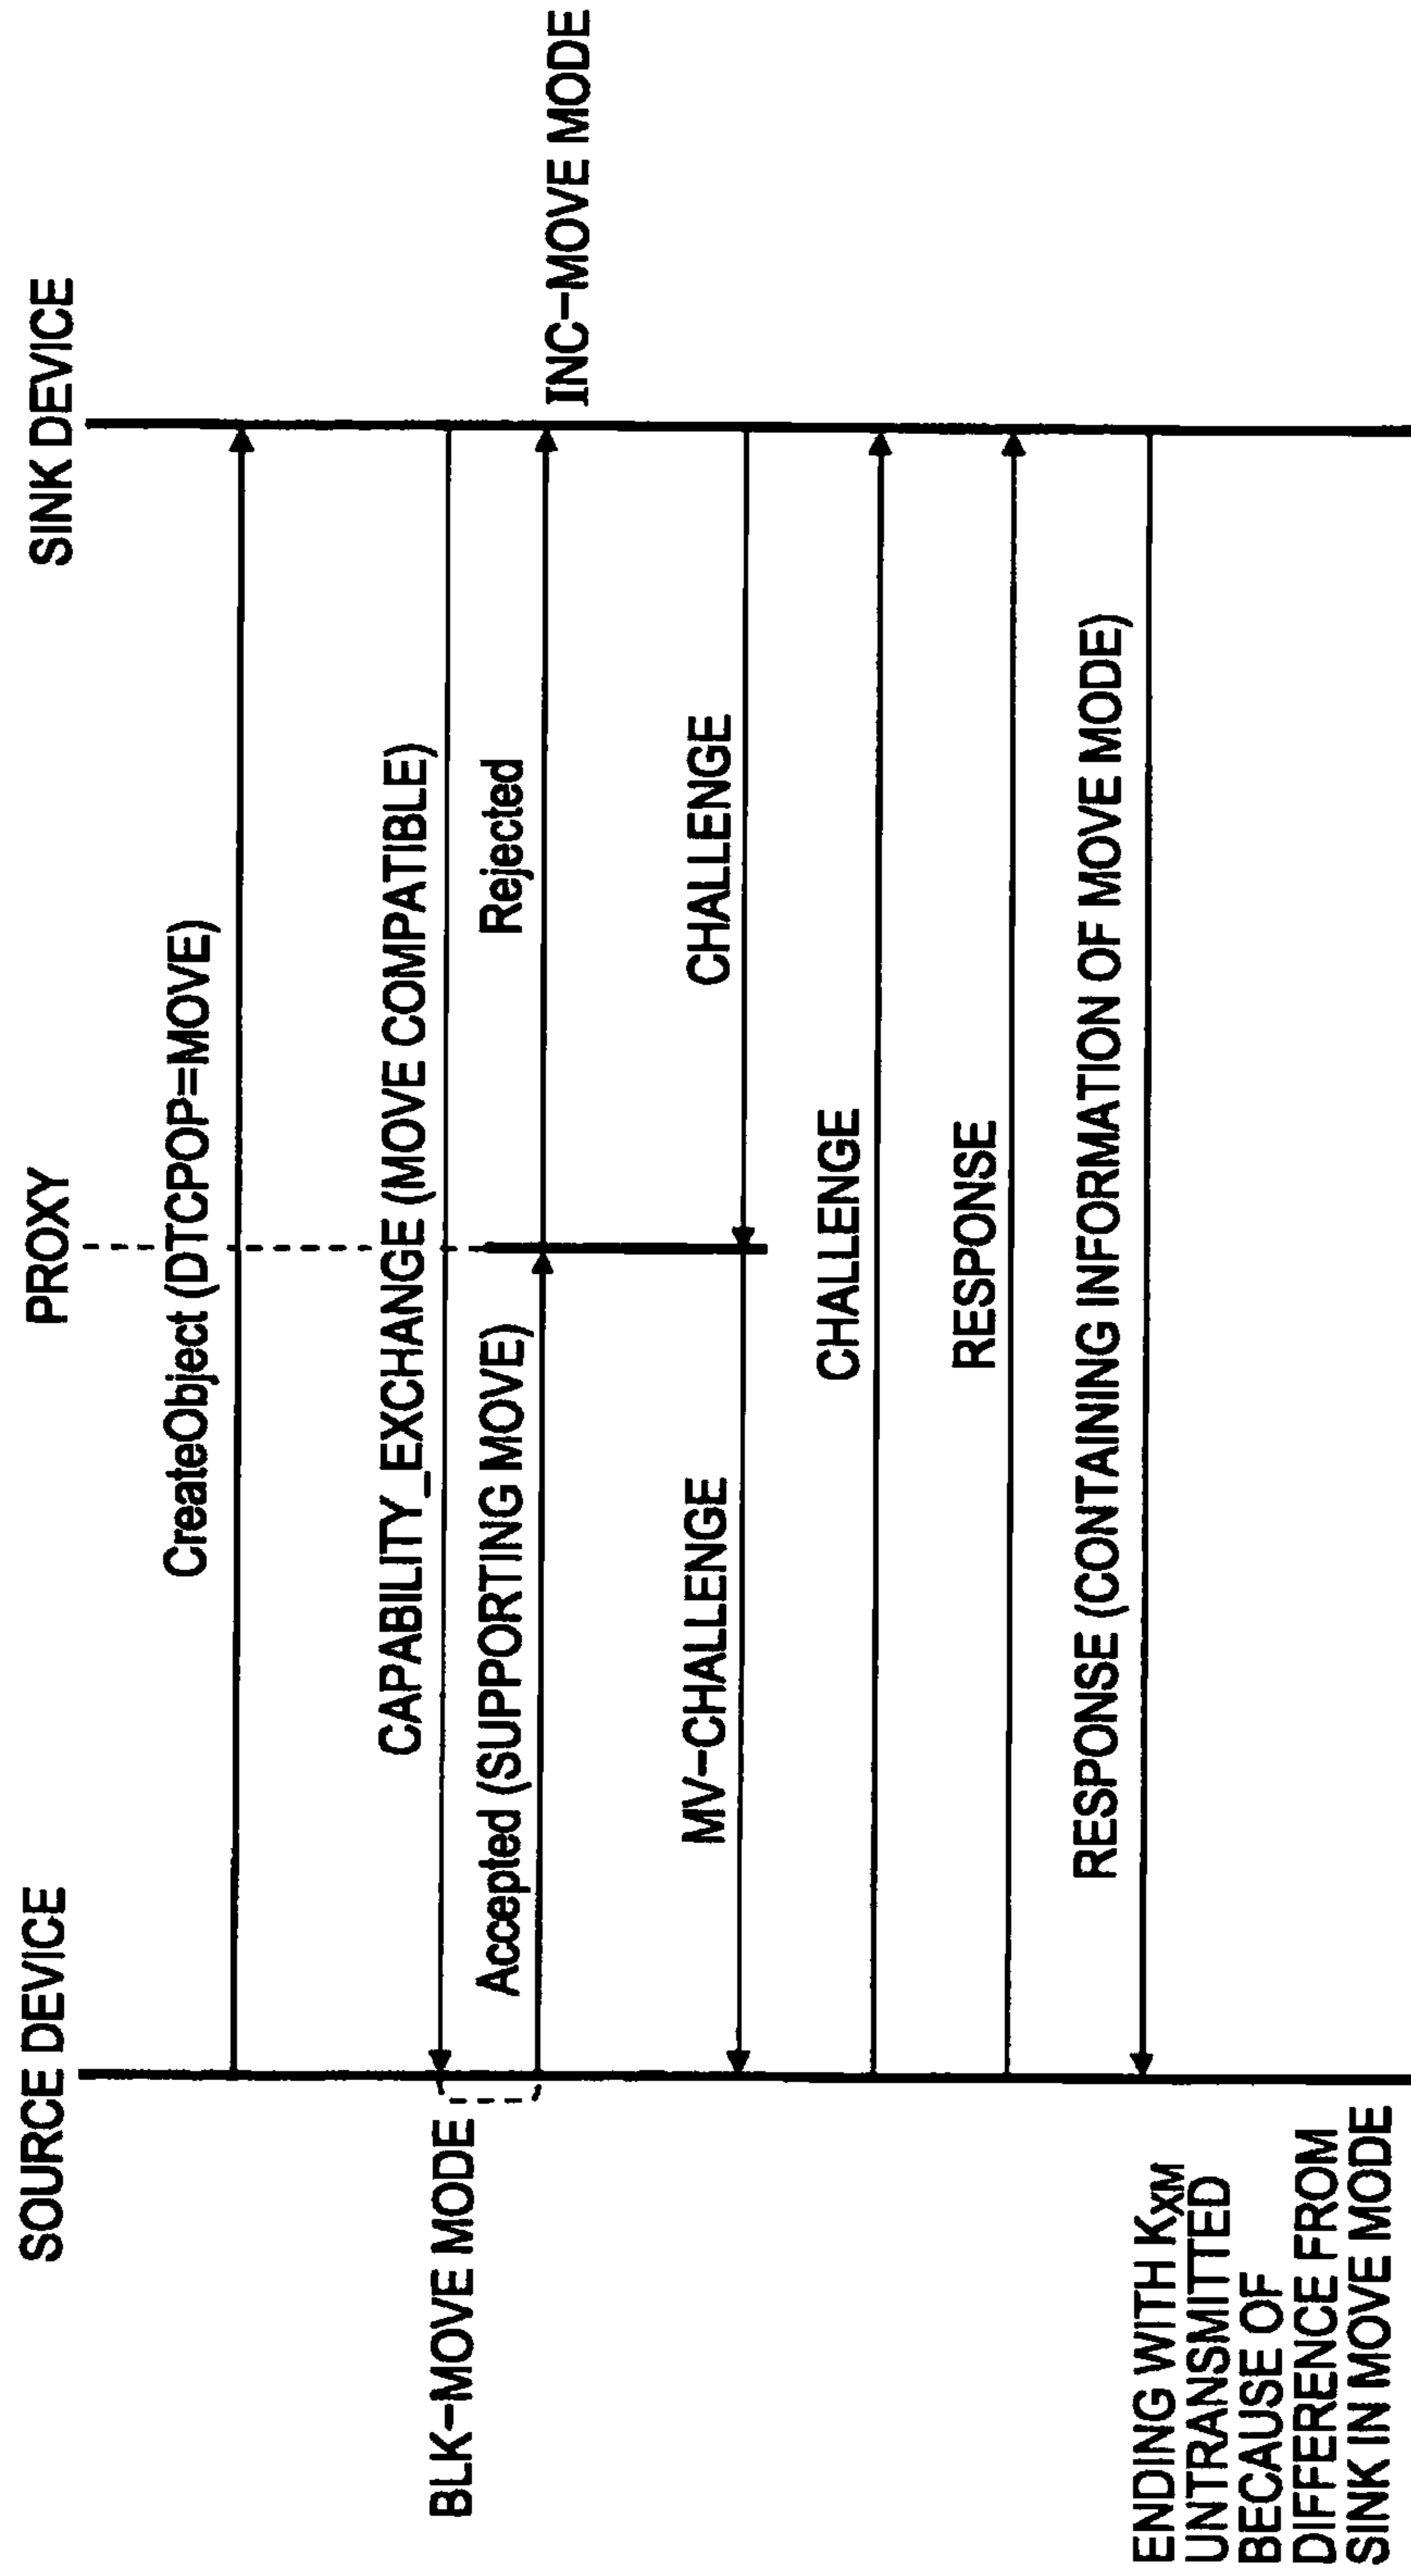 SOURCE DEVICE
PROXY
SINK DEVICE
CreateObject (DTCPOP=MOVE)
CAPABILITY_EXCHANGE (MOVE COMPATIBLE)
BLK-MOVE MODE
Accepted (SUPPORTING MOVE)
Rejected
INC-MOVE MODE
MV-CHALLENGE
CHALLENGE
CHALLENGE
RESPONSE
RESPONSE (CONTAINING INFORMATION OF MOVE MODE)
ENDING WITH KXM
UNTRANSMITTED
BECAUSE OF
DIFFERENCE FROM
SINK IN MOVE MODE